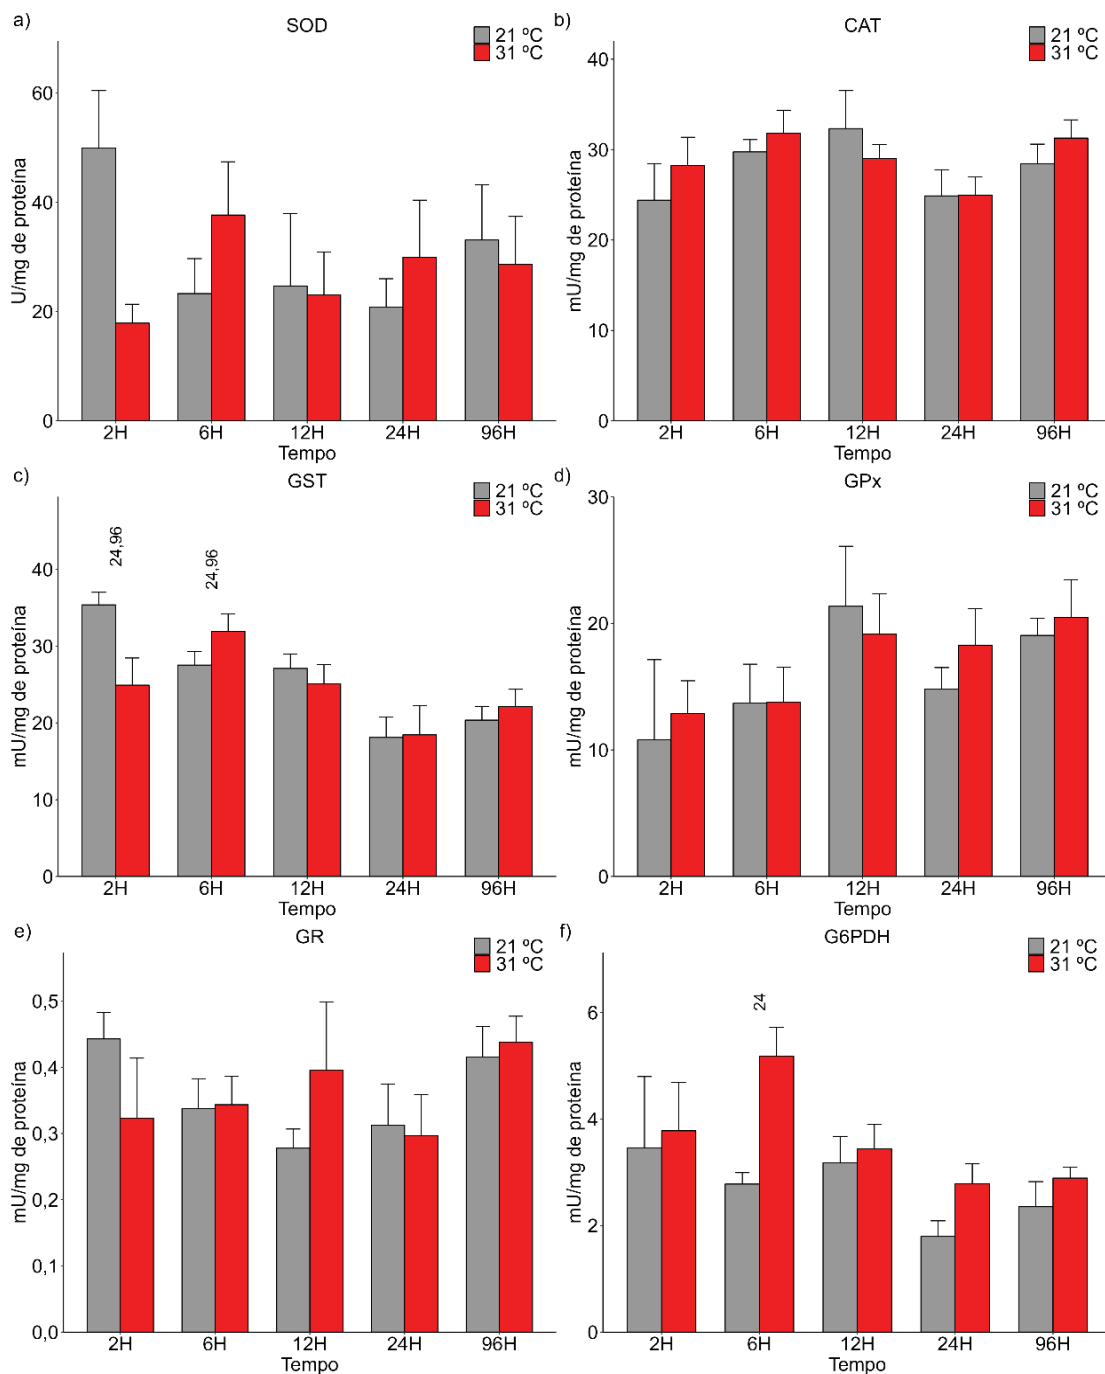 a)
SOD
21 ºC
31 ºC
U/mg de proteína
60
40
20
0
2H 6H 12H 24H 96H
Tempo
b)
CAT
21 ºC
31 ºC
mU/mg de proteína
40
30
20
10
0
2H 6H 12H 24H 96H
Tempo
c)
GST
21 ºC
31 ºC
mU/mg de proteína
24,96
24,96
40
30
20
10
0
2H 6H 12H 24H 96H
Tempo
d)
GPx
21 ºC
31 ºC
mU/mg de proteína
30
20
10
0
2H 6H 12H 24H 96H
Tempo
e)
GR
21 ºC
31 ºC
mU/mg de proteína
0,5
0,4
0,3
0,2
0,1
0,0
2H 6H 12H 24H 96H
Tempo
f)
G6PDH
21 ºC
31 ºC
mU/mg de proteína
24
6
4
2
0
2H 6H 12H 24H 96H
Tempo